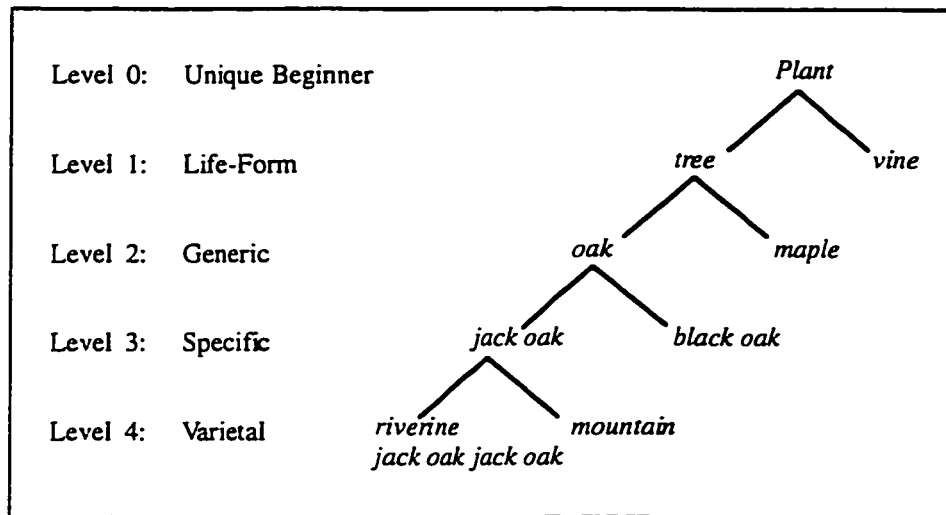 Level 0: Unique Beginner Plant
Level 1: Life-Form tree vine
Level 2: Generic oak maple
Level 3: Specific jack oak black oak
Level 4: Varietal riverine mountain
jack oak jack oak